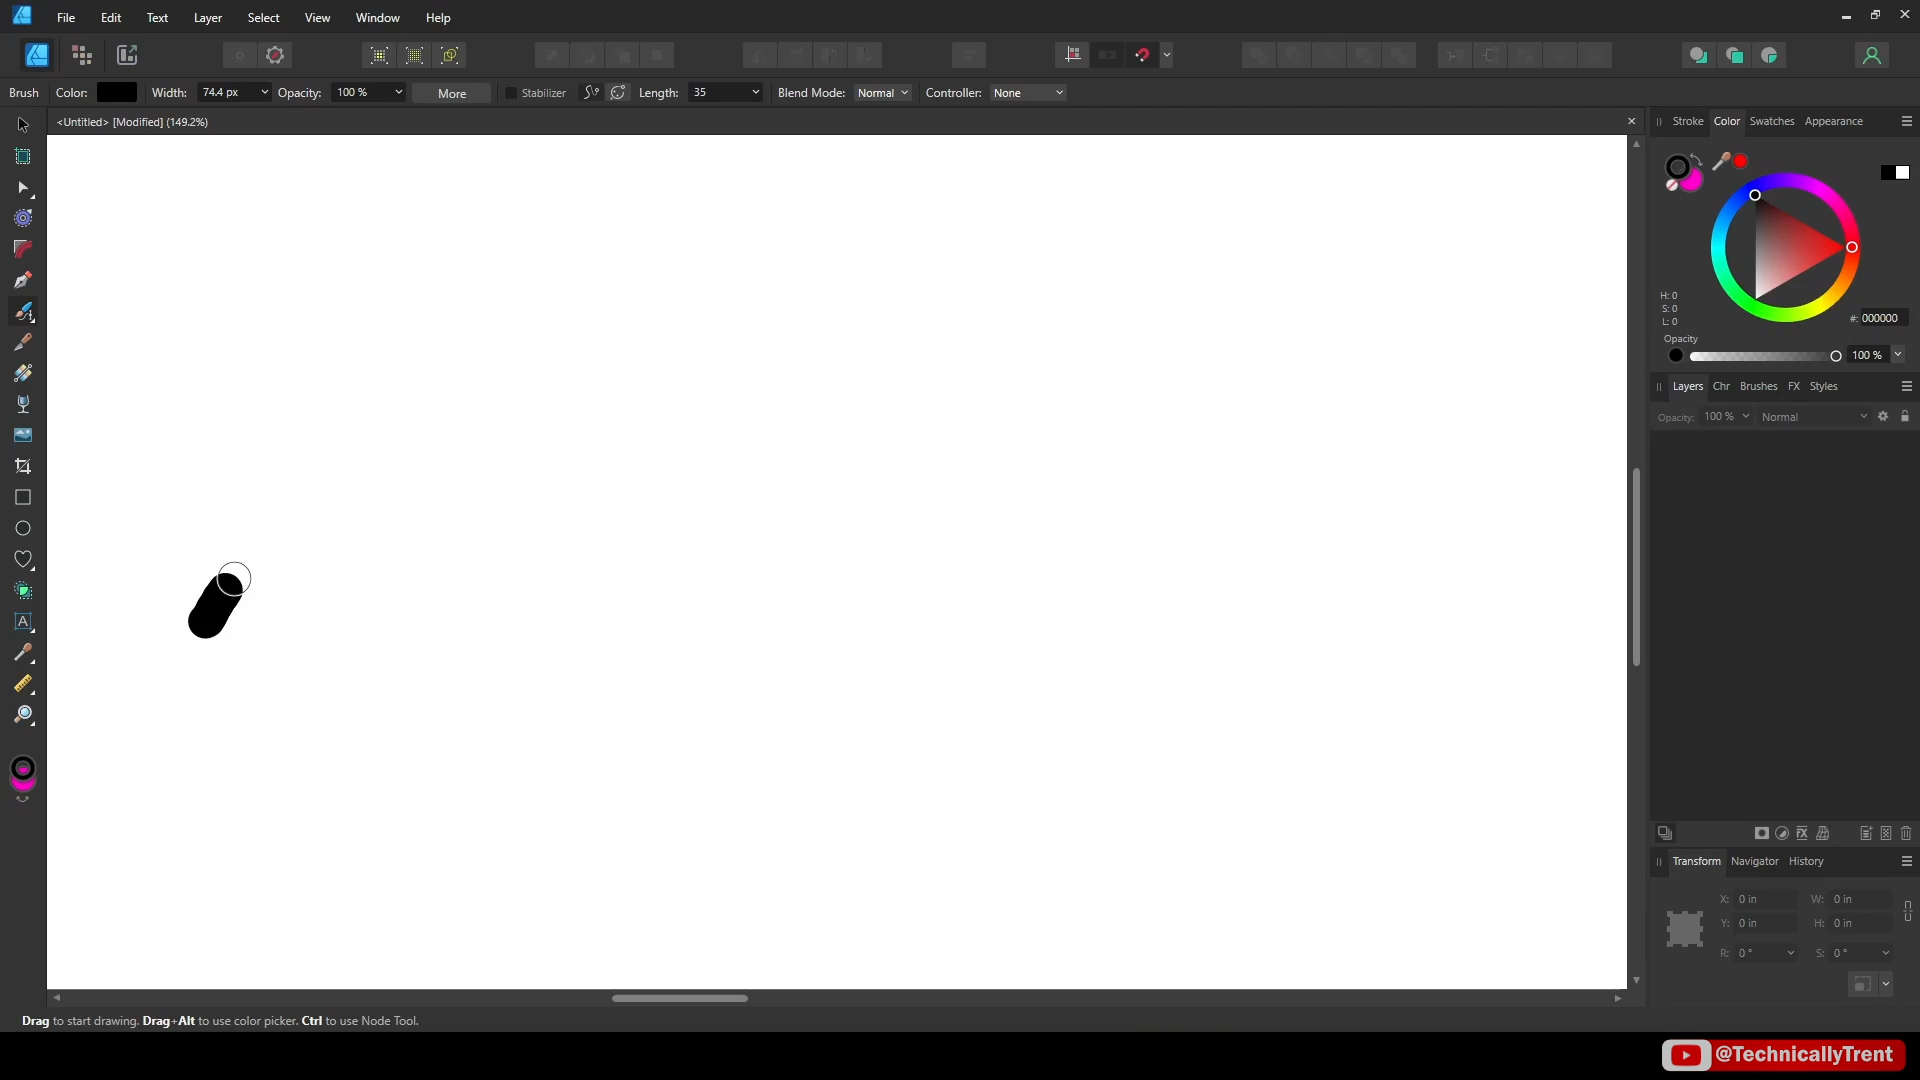 File Edit Text Layer Select View Window Help
Brush Color: Width: 74.4 px Opacity: 100 % More Stabilizer Length: 35 Blend Mode: Normal Controller: None
<Untitled> [Modified] (149.2%)
Stroke Color Swatches Appearance
H: 0
S: 0
L: 0
#: 000000
Opacity
100 %
Layers Chr Brushes FX Styles
Opacity: 100 % Normal
Transform Navigator History
X: 0 in W: 0 in
Y: 0 in H: 0 in
R: 0 ° S: 0 °
Drag to start drawing. Drag+Alt to use color picker. Ctrl to use Node Tool.
@TechnicallyTrent